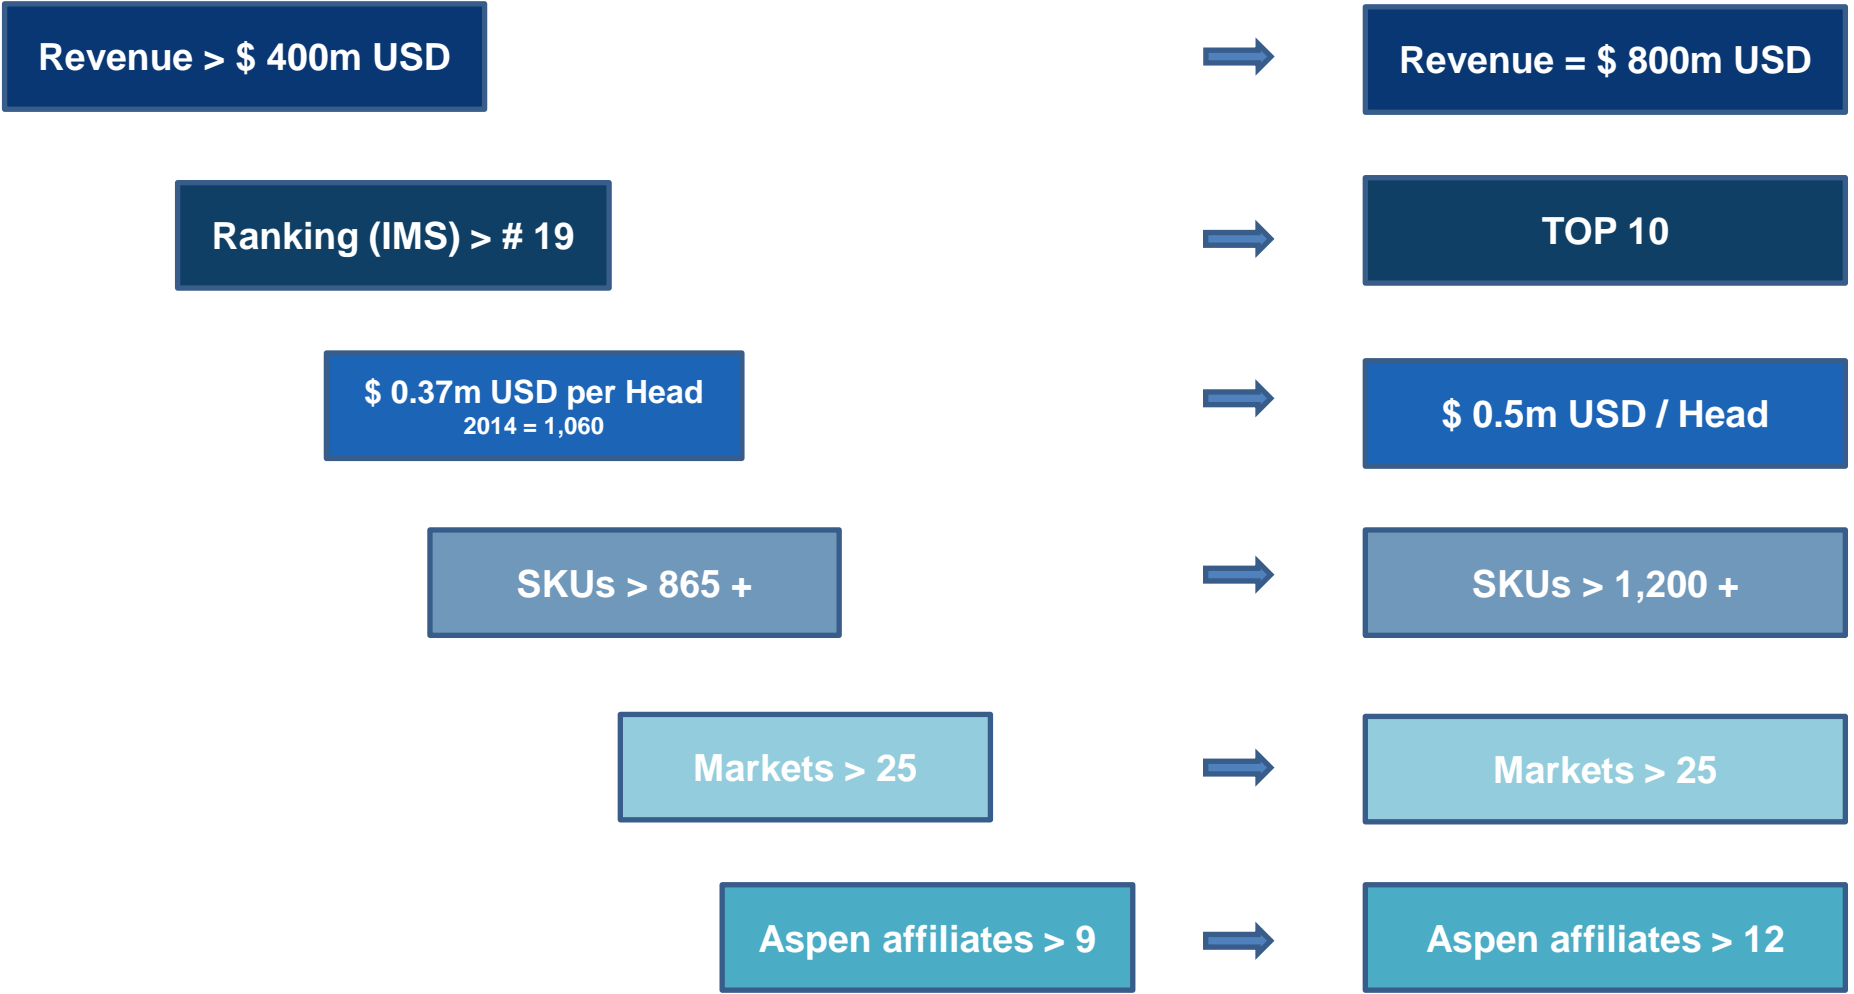 Revenue > $ 400m USD
Revenue = $ 800m USD
Ranking (IMS) > # 19
TOP 10
$ 0.37m USD per Head
2014 = 1,060
$ 0.5m USD / Head
SKUs > 865 +
SKUs > 1,200 +
Markets > 25
Markets > 25
Aspen affiliates > 9
Aspen affiliates > 12